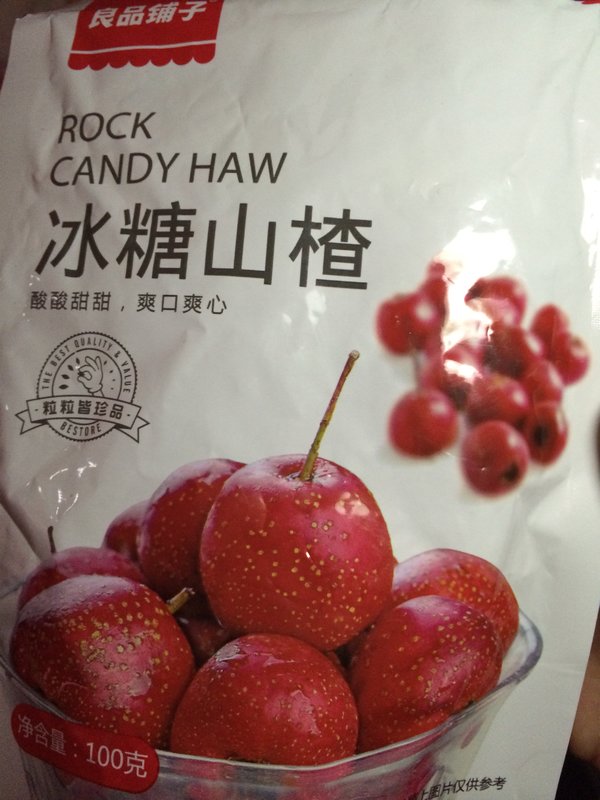 良品铺子
ROCK
CANDY HAW
冰糖山楂
酸酸甜甜，爽口爽心
THE BEST QUALITY & VALUE
粒粒皆珍品
BESTORE
净含量：100克
上图片仅供参考